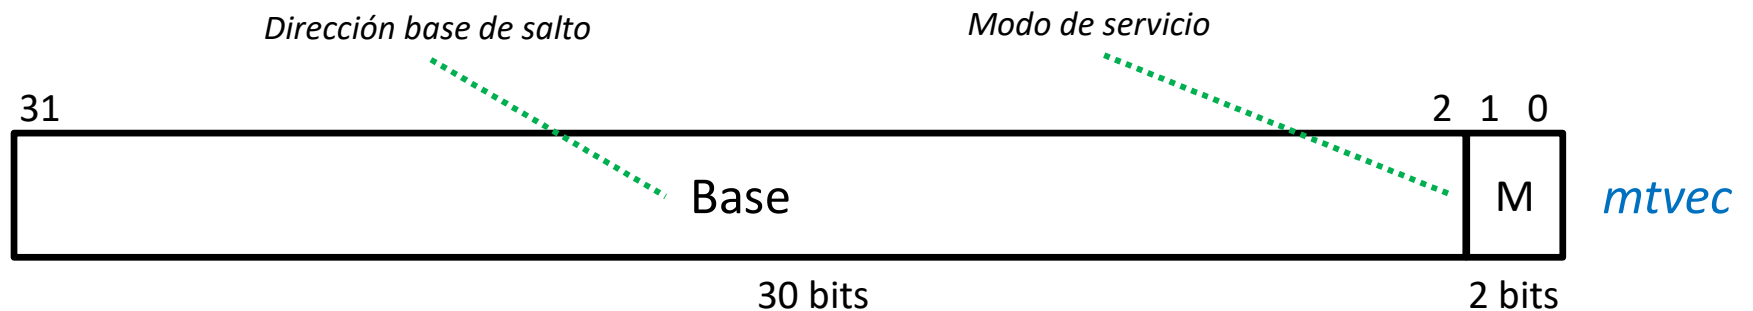 Dirección base de salto
Modo de servicio
31
2 1 0
Base
M
mtvec
30 bits
2 bits